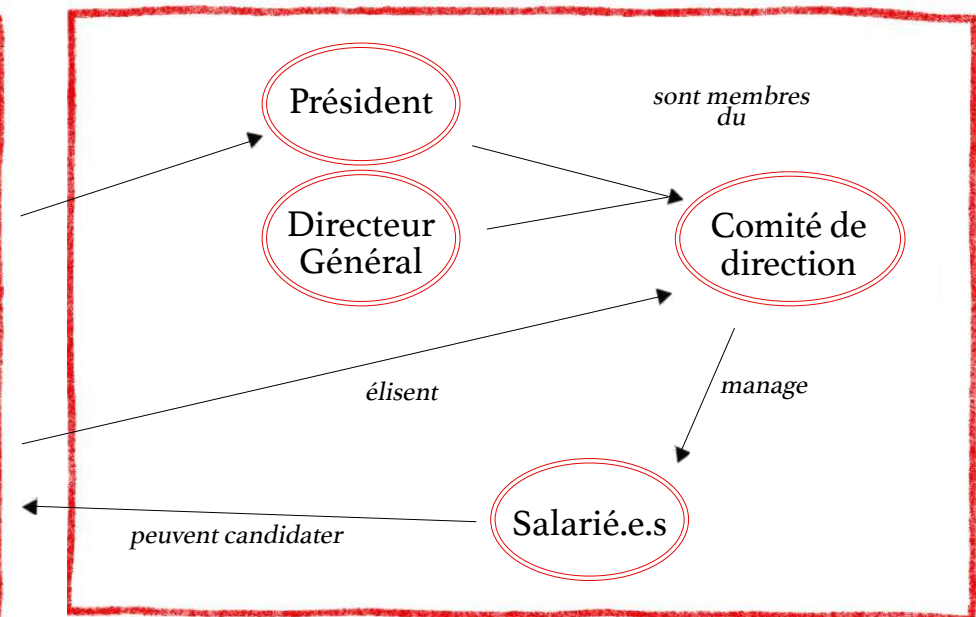 Président
sont membres
du
Directeur
Général
Comité de
direction
élisent
manage
Salarié.e.s
peuvent candidater